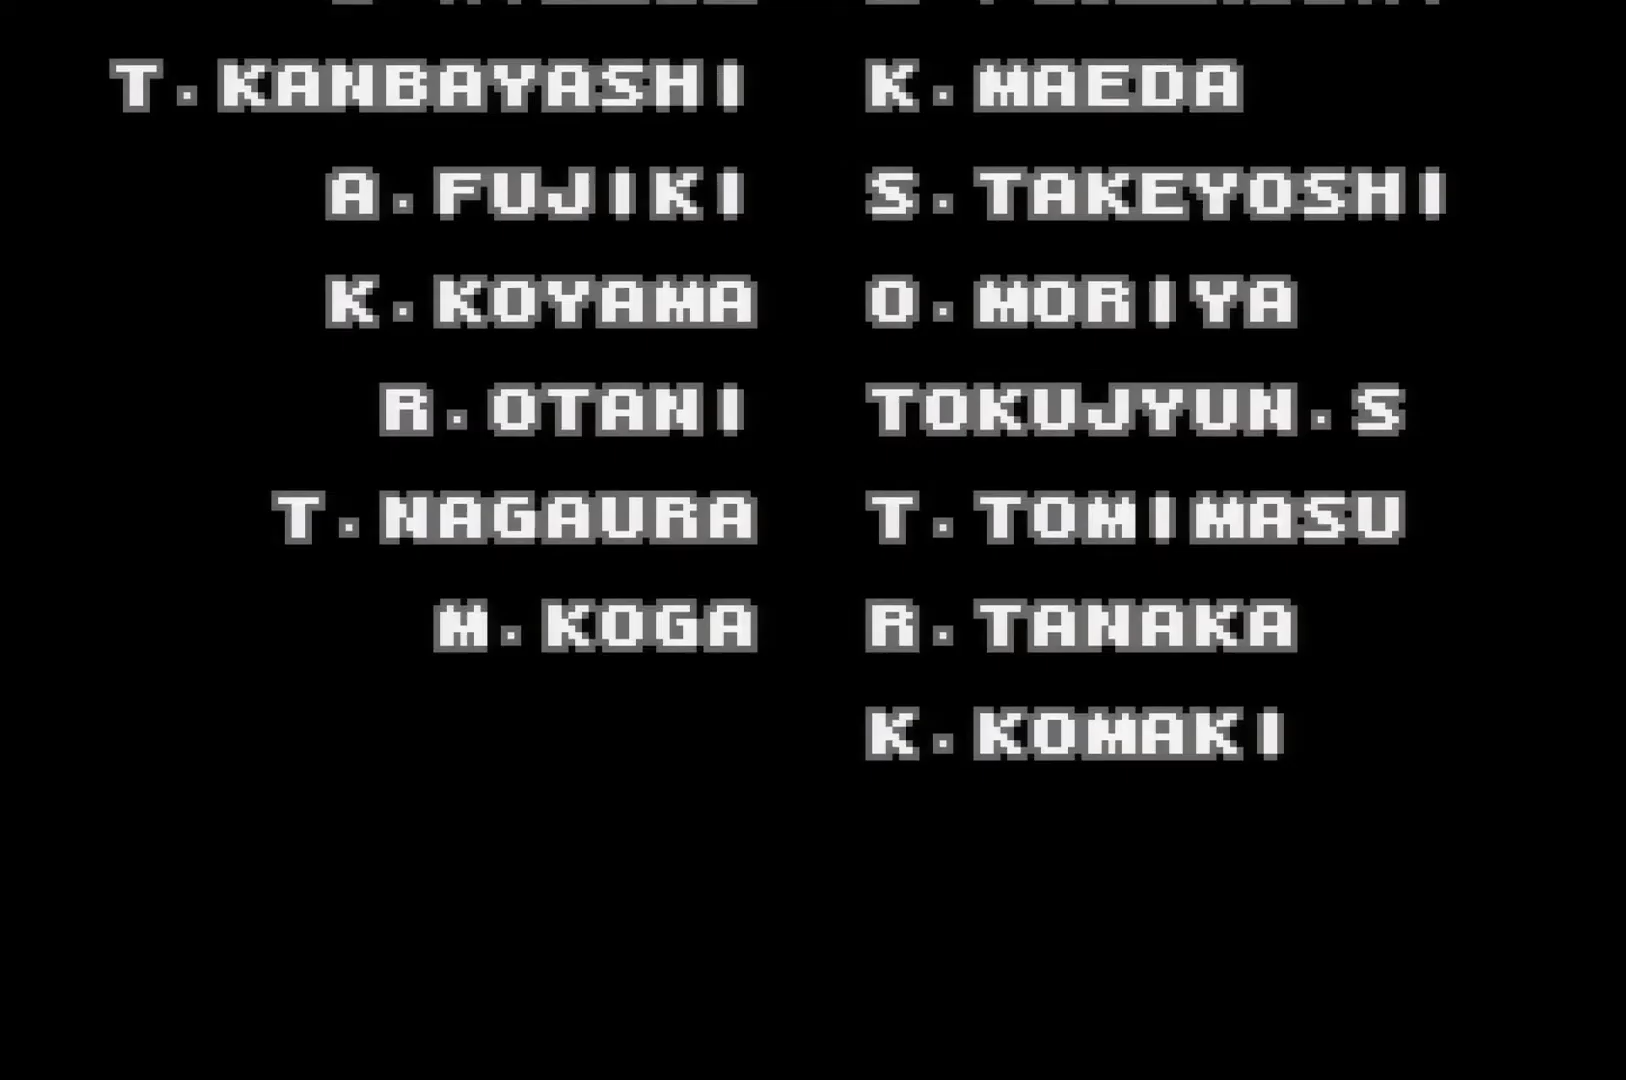 T.KANBAYASHI K.MAEDA
A.FUJIKI S.TAKEYOSHI
K.KOYAMA O.MORIYA
R.OTANI TOKUJYUN.S
T.NAGAURA T.TOMIMASU
M.KOGA R.TANAKA
K.KOMAKI